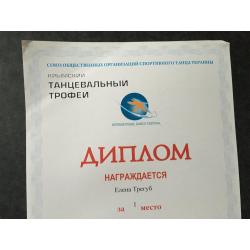 СОЮЗ ОБЩЕСТВЕННЫХ ОРГАНИЗАЦИЙ СПОРТИВНОГО ТАНЦА УКРАИНЫ
КРЫМСКИЙ
ТАНЦЕВАЛЬНЫЙ
ТРОФЕЙ
ДИПЛОМ
НАГРАЖДАЕТСЯ
Елена Трегуб
за 1 место